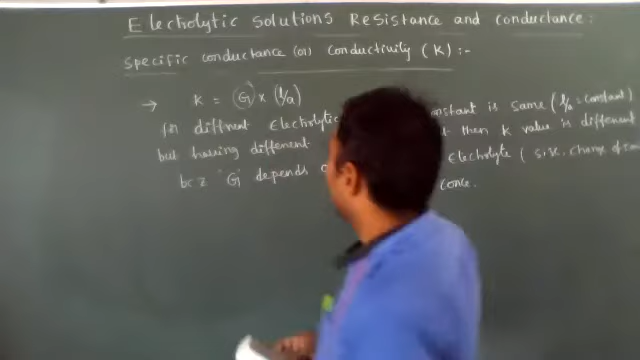 Electrolytic Solutions Resistance and Conductance:
Specific conductance (or) Conductivity (K) :-
→ K = G x (l/a)
for diffrent Electrolytic constant is same (l/a = constant)
but having different then K value is different
bcz 'G' depends Electrolyte (size, charge of
conc.